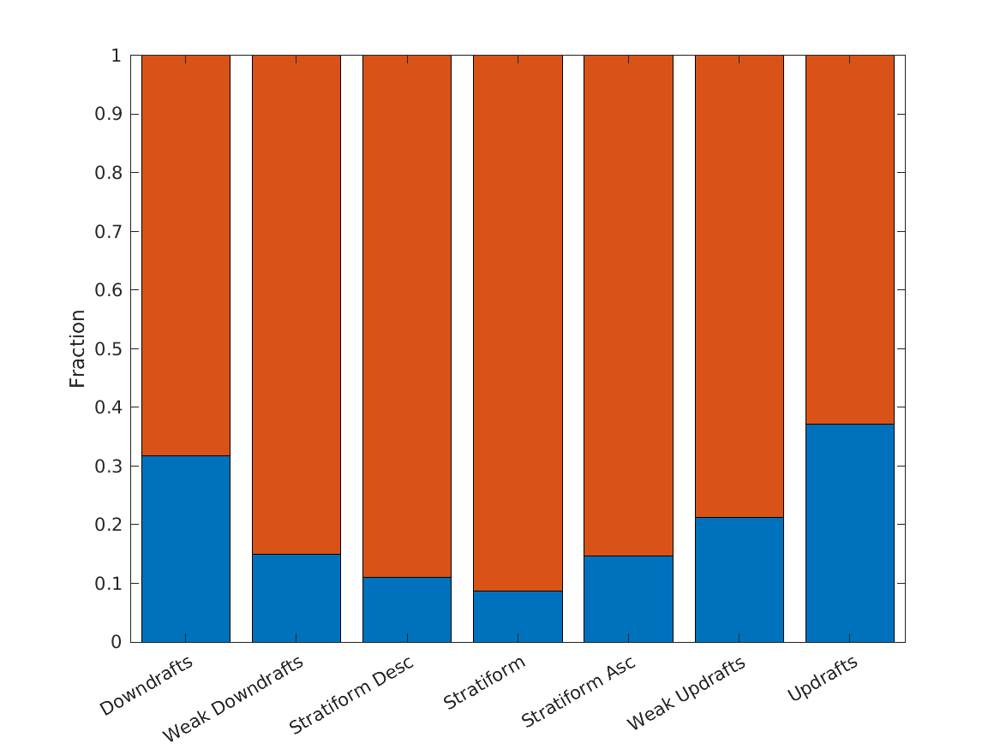 1
0.9
0.8
0.7
0.6
0.5
0.4
0.3
0.2
0.1
0
Fraction
Downdrafts
Weak Downdrafts
Stratiform Desc
Stratiform
Stratiform Asc
Weak Updrafts
Updrafts